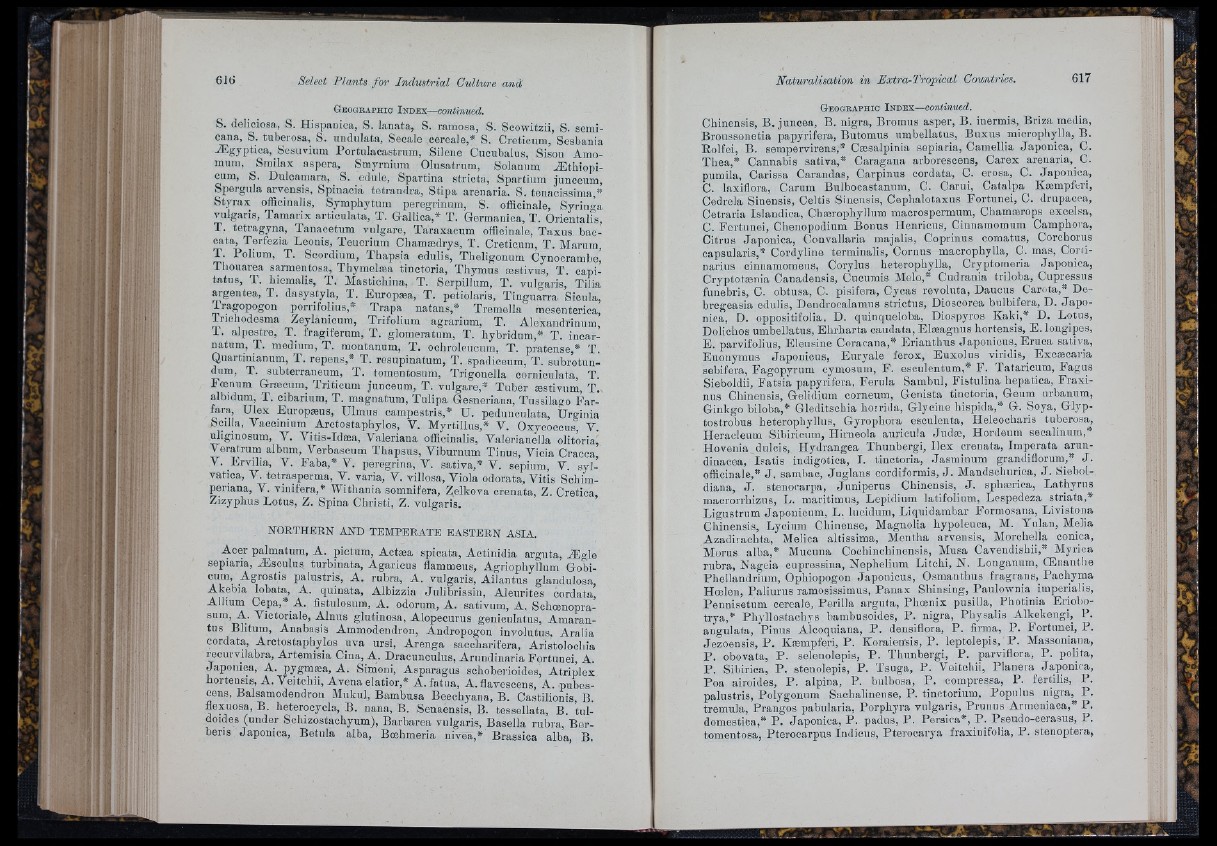 616 Select Plants for Industrial Culture and
GEOGRAPHIC INDEX—continued.
S. deliciosa, S. Hispanica, S. lanata, S. ramosa, S. Scowitzii, S. semi-
cana, S. tuberosa, S. undulata, Secale cereale,* S. Creticum, Sesbania
Ægyptica, Sesuvium Portulacastrum, Silene Cucubalus, Sison Amo-
mum, Smilax aspera, Smyrnium Olusatrum, Solanum Æthiopi-
cum, S. Dulcamara, S. edule, Spartina stricta, Spartium junceum,
Spergula arvensis, Spinacia tetrandra, Stipa arenaria. S. tenacissima,*
Styrax officinalis, Symphytum peregrinum, S. officinale, Syringa
vulgaris, Tamarix articulata, T. Gallica,* T. Germanica, T. Orientalis,
T. tetragyna, Tanacetum vulgare, Taraxacum officinale, Taxus bac-
cata, Terfezia Leonis, Teucrium Chamædrys, T. Creticum, T. Marum,
T. Polium, T. Scordium, Thapsia edulis, Theligonum Cynocrambe,
Thouarea sarmentosa, Thymelæa tinctoria, Thymus æstivus, T. capi-
tatus, T. hiemalis, T. Mastichina, T. Serpillum, T. vulgaris, Tilia
argentea, T. dasystyla, T. Europæa, T. petiolaris, Tinguarra Sicula,
Tragopogon porrifolius,* Trapa natans,* Tremella mesenterica,
Trichodesma Zeylanicum, Trifolium agrarium, T. Alexandrinum,
T. alpestre, T. fragiferum, T. glomeratum, T. hybridum,* T. incar-
natum, T. medium, T. montanum, T. ochroleucum, T. pratense,* T.
Quartinianum, T. repens,* T. resupinatum, T. spadiceum, T. subrotun-
dum, T. subterraneum, T. tomentosum, Trigonella corniculata, T.
Fœnum Græcum, Triticum junceum, T. vulgare,* Tuber æstivum, T.
albidum, T. cibarium, T. magnatum, Tulipa Gesneriana, Tussilago Far-
fara, Ulex Europæus, Ulmus campestris,* U. pedunculata, Urginia
Scilla, Vaccinium Arctostaphylos, V. Myrtillus,* V. Oxycoccus, V.
uliginosum, V. Vitis-Idæa, Valeriana officinalis, Valerianella olitoria,
Veratrum album, Verbascum Thapsus, Viburnum Tinus, Vicia Cracca,
V. Ervilia, V. Faba,* V. peregrina, V. sativa,* V. sepium, V. syl-
vatica, V. tetrasperma, V. varia, V. villosa, Viola odorata, Vitis Schim-
periana, V. vinifera,* Withania somnifera, Zelkova crenata, Z. Cretica,
Zizyphus Lotus, Z. Spina Christi, Z. vulgaris.
NORTHERN AND TEMPERATE EASTERN ASIA.
Acer palmatum, A. pictum, Actæa spicata, Actinidia arguta, Ægle
sepiaria, Æsculus turbinata, Agaricus flammeus, Agriophyllum Gobi-
cum, Agrostis palustris, A. rubra, A. vulgaris, Ailantus glandulosa,
Akebia lobata, A. quinata, Albizzia Julibrissin, Aleurites cordata,
Allium Cepa,* A. fistulosum, A. odorum, A. sativum, A. Schœnopra-
sum, A. Victoriale, Alnus glutinosa, Alopecurus geniculatus, Amaran-
tus Blitum, Anabasis Ammodendron, Andropogon involutus, Aralia
cordata, Arctostaphylos uva ursi, Arenga saccharifera, Aristolochia
recurvilabra, Artemisia Cina, A. Dracunculus, Arundinaria Fortunei, A.
Japonica, A. pygmæa, A. Simoni, Asparagus schoberioides, Atriplex
hortensis, A. Veitchii, Avena elatior,* A. fatua, A. flavescens, A. pubes-
cens, Balsamodendron Mukul, Bambusa Beechyana, B. Castilionis, B.
flexuosa, B. heterocycla, B. nana, B. Senaensis, B. tessellata, B. tul-
doides (under Schizostachyum), Barbarea vulgaris, Basella rubra, Ber-
beris Japonica, Betula alba, Bœhmeria nivea,* Brassica alba, B.
Naturalisation in Extra-Tropical Countries. 617
GEOGRAPHIC INDEX—continued.
Chinensis, B. juncea, B. nigra, Bromus asper, B. inermis, Briza media,
Broussonetia papyrifera, Butomus umbellatus, Buxus microphylla, B.
Rolfei, B. sempervirens,* Cæsalpinia sepiaria, Camellia Japonica, C.
Thea,* Cannabis sativa,* Caragana arborescens, Carex arenaria, C.
pumila, Carissa Carandas, Carpinus cordata, C. erosa, C. Japonica,
C. laxiflora, Carum Bulbocastanum, C. Carui, Catalpa Kæmpferi,
Cedrela Sinensis, Celtis Sinensis, Cephalotaxus Fortunei, C. drupacea,
Cetraria Islandica, Chærophyllum macrospermum, Chamærops excelsa,
C. Fortunei, Chenopodium Bonus Henricus, Cinnamomum Camphora,
Citrus Japonica, Convallaria majalis, Coprinus comatus, Corchorus
capsularis,* Cordyline terminalis, Cornus macrophylla, C. mas, Corti-
narius cinnamomeus, Corylus heterophylla, Cryptomeria Japonica,
Cryptotænia Canadensis, Cucumis Melo,* Cudrania triloba, Cupressus
funebris, C. obtusa, C. pisifera, Cycas revoluta, Daucus Carota,* De-
bregeasia edulis, Dendrocalamus strictus, Dioscorea bulbifera, D. Japo-
nica, D. oppositifolia, D. quinqueloba, Diospyros Kaki,* D. Lotus,
Dolichos umbellatus, Ehrharta caudata, Elæagnus hortensis, E. longipes,
E. parvifolius, Eleusine Coracana,* Erianthus Japonicus, Eruca sativa,
Euonymus Japonicus, Euryale ferox, Euxolus viridis, Excæcaria
sebifera, Fagopyrum cymosum, F. esculentum,* F. Tataricum, Fagus
Sieboldii, Fatsia papyrifera, Ferula Sambul, Fistulina hepatica, Fraxi-
nus Chinensis, Gelidium corneum, Genista tinctoria, Geum urbanum,
Ginkgo biloba,* Gleditschia horrida, Glycine hispida,* G. Soya, Glyp-
tostrobus heterophyllus, Gyrophora esculenta, Heleocharis tuberosa,
Heracleum Sibiricum, Hirneola auricula Judæ, Hordeum secalinum,*
Hovenia dulcis, Hydrangea Thunbergi, Ilex crenata, Imperata arun-
dinacea, Isatis indigotica, I. tinctoria, Jasminum grandiflorum,* J.
officinale,* J. sambac, Juglans cordiformis, J. Mandschurica, J. Siebol-
diana, J. stenocarpa, Juniperus Chinensis, J. sphærica, Lathyrus
macrorrhizus, L. maritimus, Lepidium latifolium, Lespedeza striata,*
Ligustrum Japonicum, L. lucidum, Liquidambar Formosana, Livistona
Chinensis, Lycium Chinense, Magnolia hypoleuca, M. Yulan, Melia
Azadirachta, Melica altissima, Mentha arvensis, Morchella conica,
Morus alba,* Mucuna Cochinchinensis, Musa Cavendishii,* Myrica
rubra, Nageia cupressina, Nephelium Litchi, N. Longanum, Œnanthe
Phellandrium, Ophiopogon Japonicus, Osmanthus fragrans, Pachyma
Hœlen, Paliurus ramosissimus, Panax Shinsing, Paulownia imperialis,
Pennisetum cereale, Perilla arguta, Phœnix pusilla, Photinia Eriobo-
trya,* Phyllostachys bambusoides, P. nigra, Physalis Alkekengi, P.
angulata, Pinus Alcoquiana, P. densiflora, P. firma, P. Fortunei, P.
Jezoensis, P. Kæmpferi, P. Koraiensis, P. leptolepis, P. Massoniana,
P. obovata, P. selenolepis, P. Thunbergi, P. parviflora, P. polita,
P. Sibirica, P. stenolepis, P. Tsuga, P. Veitchii, Planera Japonica,
Poa airoides, P. alpina, P. bulbosa, P. compressa, P. fertilis, P.
palustris, Polygonum Sachalinense, P. tinctorium, Populus nigra, P.
tremula, Prangos pabularia, Porphyra vulgaris, Prunus Armeniaca,* P.
domestica,* P. Japonica, P. padus, P. Persica*, P. Pseudo-cerasus, P.
tomentosa, Pterocarpus Indicus, Pterocarya fraxinifolia, P. stenoptera,